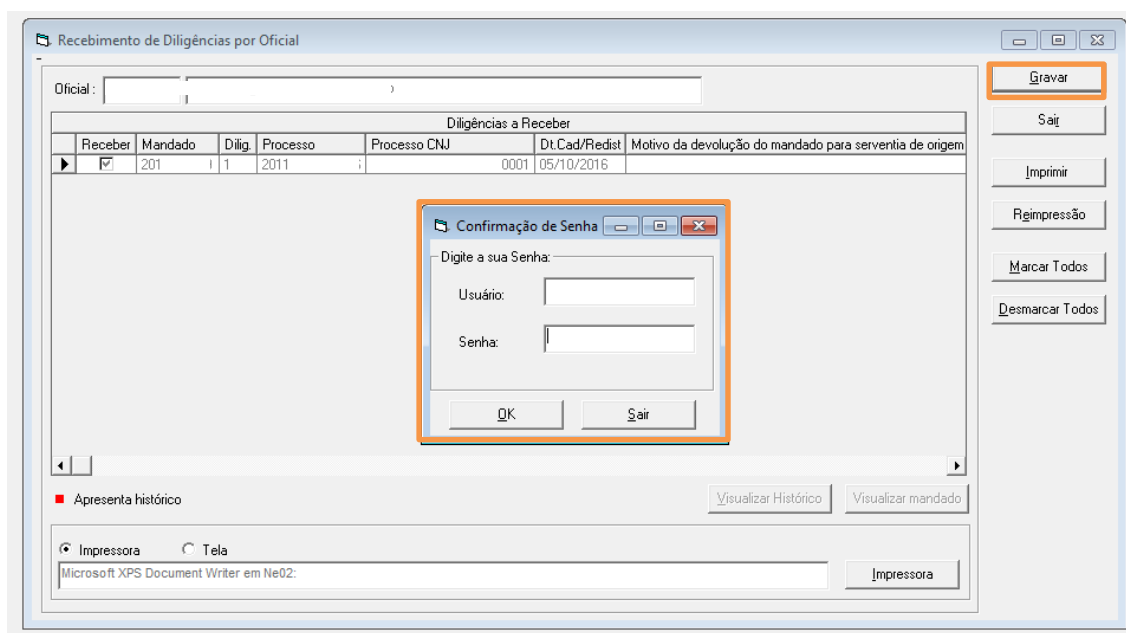 Recebimento de Diligências por Oficial
Oficial :
Gravar
Sair
Imprimir
Reimpressão
Marcar Todos
Desmarcar Todos
Diligências a Receber
Receber Mandado Dilig. Processo Processo CNJ Dt.Cad/Redist Motivo da devolução do mandado para serventia de origem
201 1 2011 0001 05/10/2016
Confirmação de Senha
Digite a sua Senha:
Usuário:
Senha:
OK Sair
Apresenta histórico Visualizar Histórico Visualizar mandado
Impressora Tela
Microsoft XPS Document Writer em Ne02: Impressora